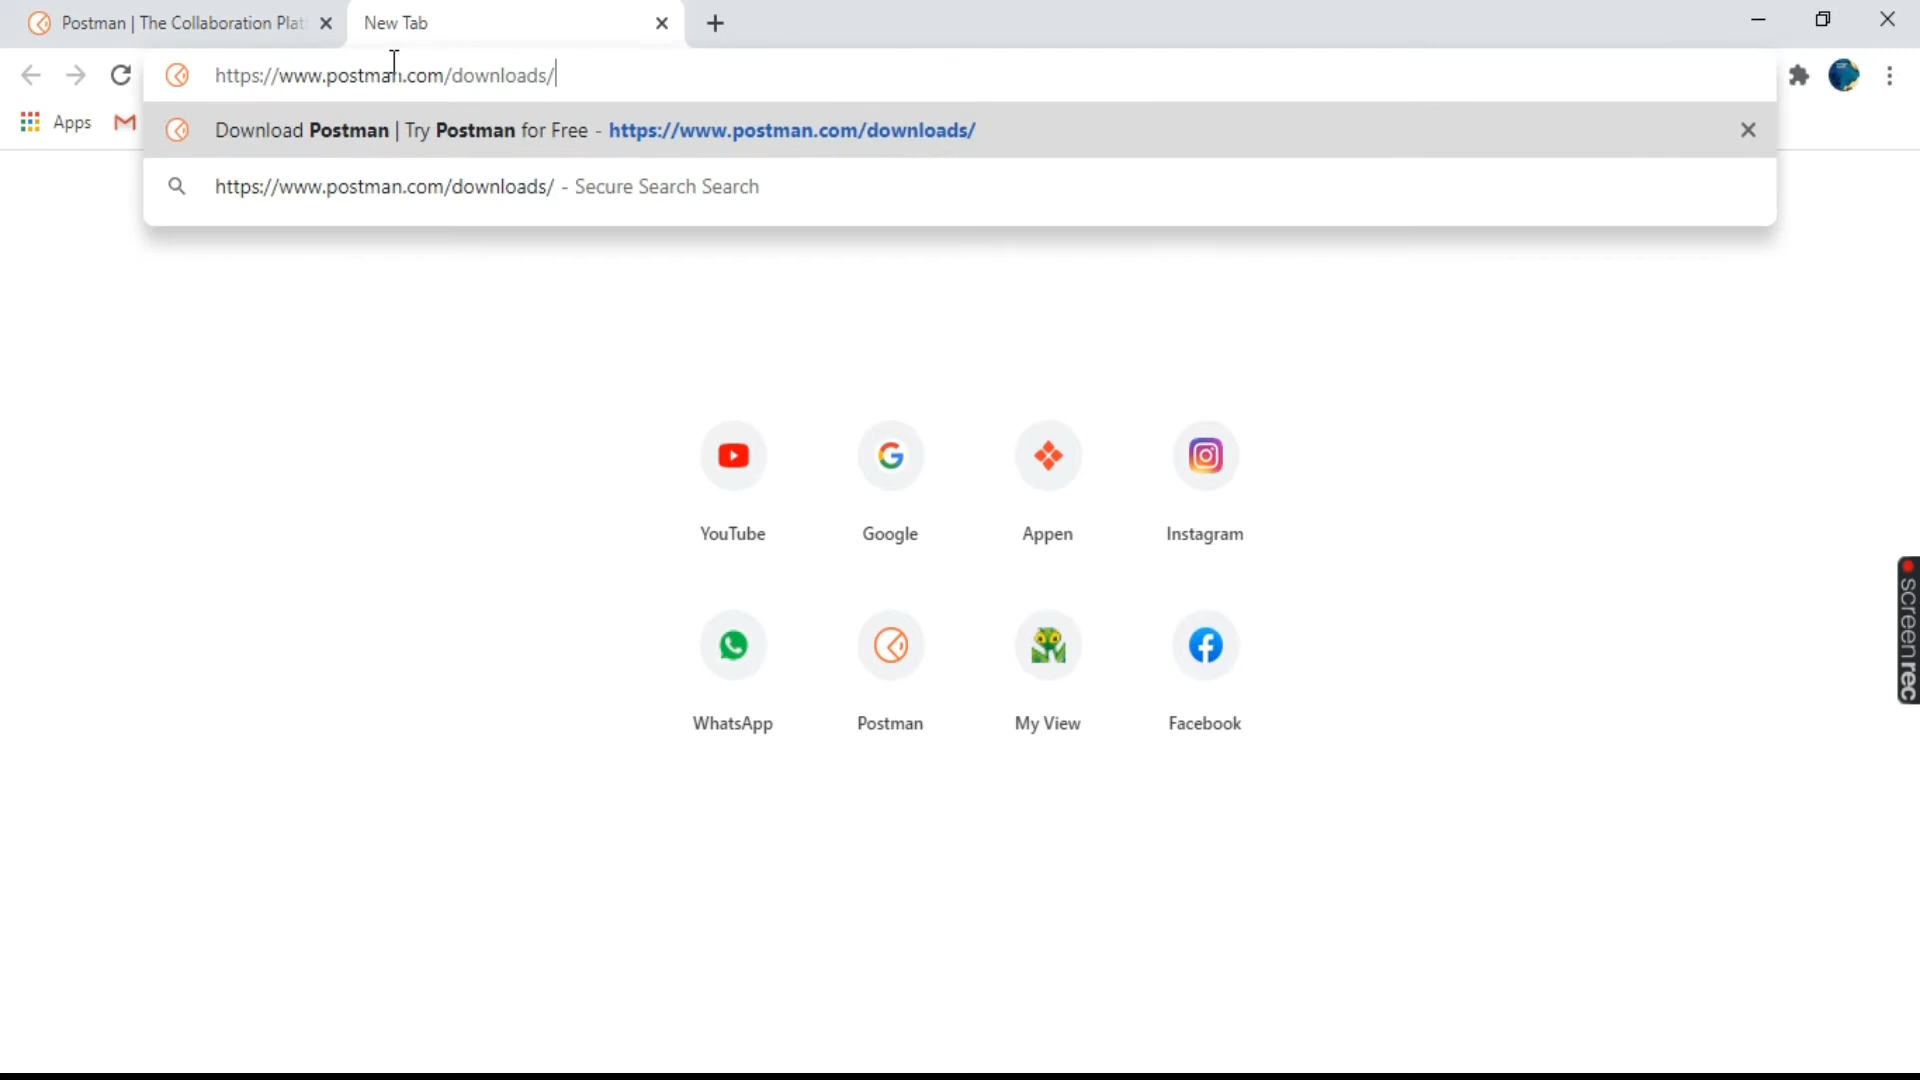 Postman | The Collaboration Plat
New Tab
https://www.postman.com/downloads/
Apps
Download Postman | Try Postman for Free - https://www.postman.com/downloads/
https://www.postman.com/downloads/ - Secure Search Search
YouTube
Google
Appen
Instagram
WhatsApp
Postman
My View
Facebook
screenrec